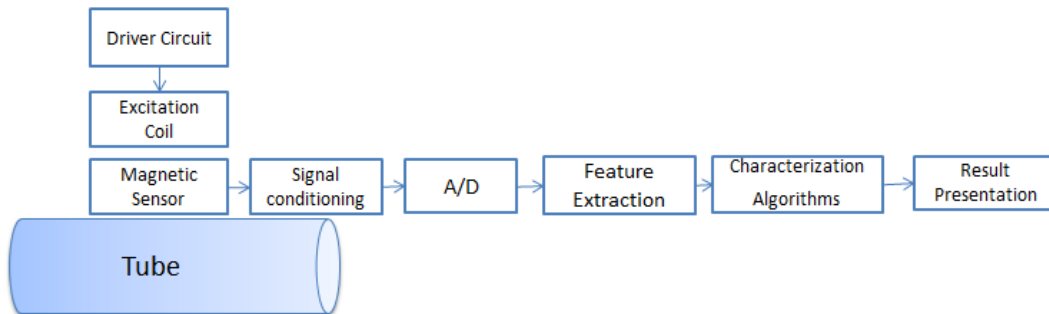 Driver Circuit
Excitation
Coil
Magnetic
Sensor
Signal
conditioning
A/D
Feature
Extraction
Characterization
Algorithms
Result
Presentation
Tube